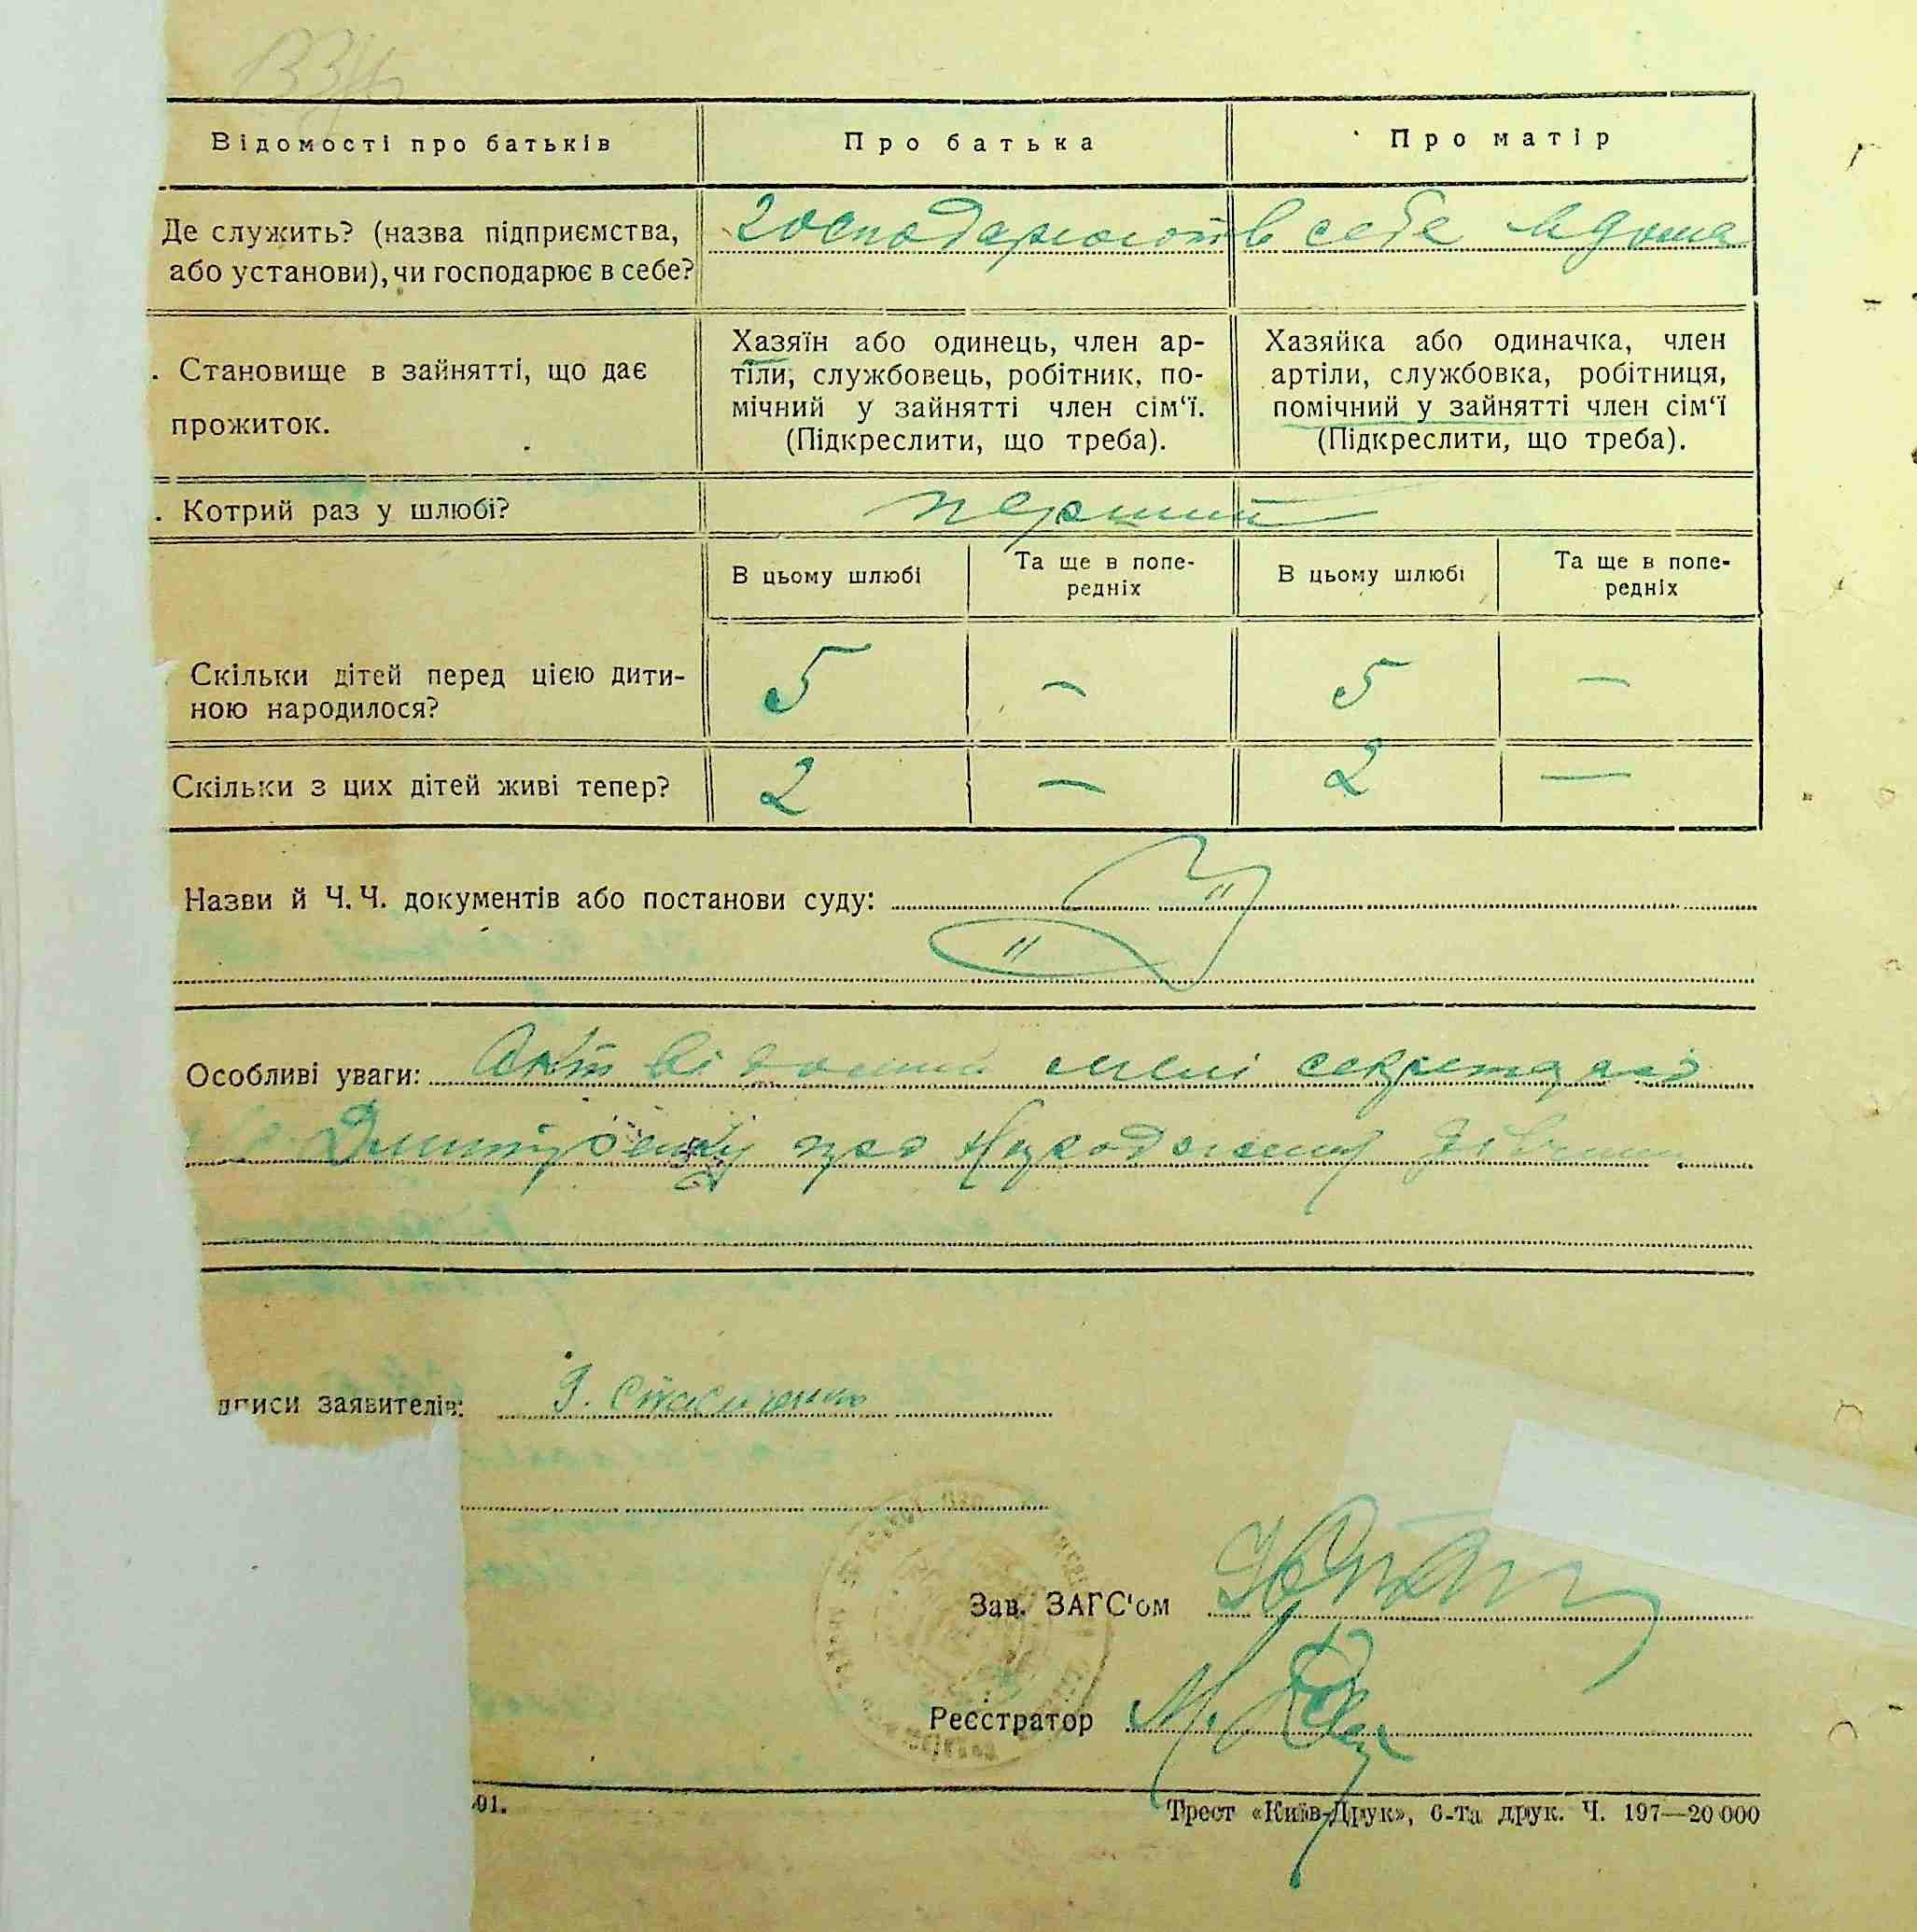 Відомості про батьків Про батька Про матір
Де служить? (назва підприємства,
або установи), чи господарює в себе?
господарюють в себе вдома
. Становище в зайнятті, що дає
прожиток.
Хазяїн або одинець, член ар-
тіли, службовець, робітник, по-
мічний у зайнятті член сім'ї.
(Підкреслити, що треба).
Хазяйка або одиначка, член
артіли, службовка, робітниця,
помічний у зайнятті член сім'ї
(Підкреслити, що треба).
. Котрий раз у шлюбі? перший
В цьому шлюбі
Та ще в попе-
редніх
В цьому шлюбі
Та ще в попе-
редніх
Скільки дітей перед цією дити-
ною народилося?
5 — 5 —
Скільки з цих дітей живі тепер? 2 — 2 —
Назви й Ч. Ч. документів або постанови суду:
Особливі уваги: Акт мені
про
писи заявителів:
Зав. ЗАГС'ом
Реєстратор
01.
Трест «Київ-Друк», 6-та друк. Ч. 197—20 000